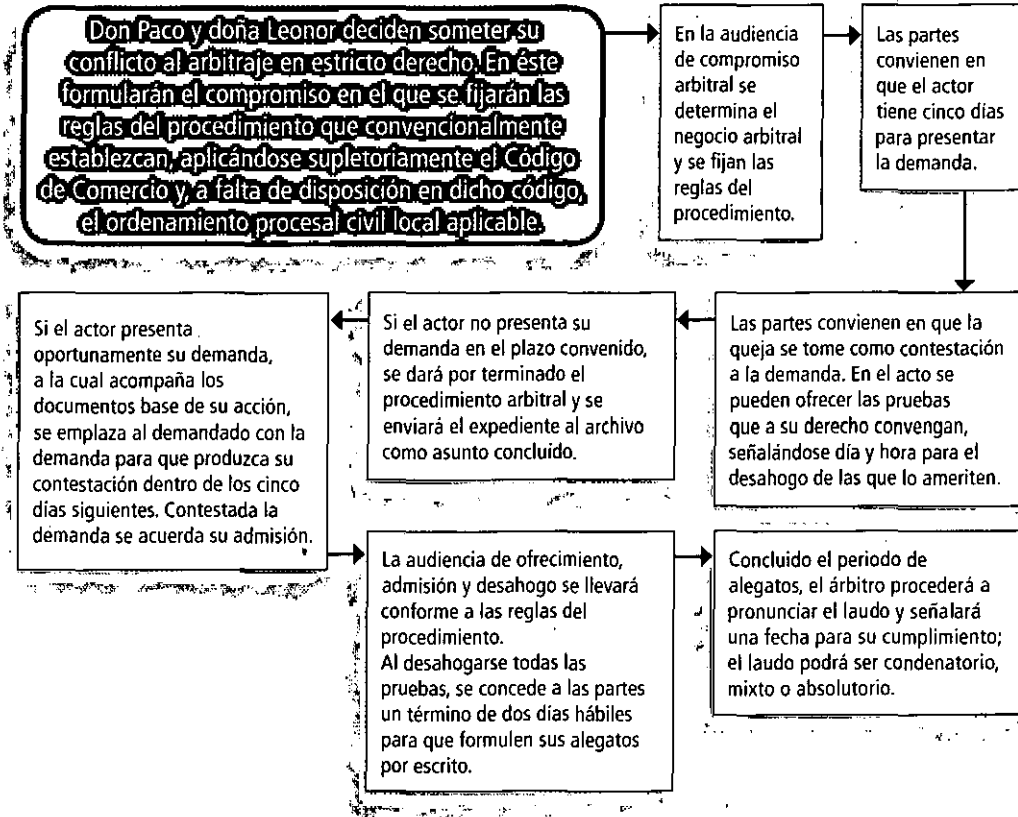 Don Paco y doña Leonor deciden someter su
conflicto al arbitraje en estricto derecho. En éste
formularán el compromiso en el que se fijarán las
reglas del procedimiento que convencionalmente
establezcan, aplicándose supletoriamente el Código
de Comercio y, a falta de disposición en dicho código,
el ordenamiento procesal civil local aplicable.
En la audiencia
de compromiso
arbitral se
determina el
negocio arbitral
y se fijan las
reglas del
procedimiento.
Las partes
convienen en
que el actor
tiene cinco días
para presentar
la demanda.
Las partes convienen en que la
queja se tome como contestación
a la demanda. En el acto se
pueden ofrecer las pruebas
que a su derecho convengan,
señalándose día y hora para el
desahogo de las que lo ameriten.
Si el actor no presenta su
demanda en el plazo convenido,
se dará por terminado el
procedimiento arbitral y se
enviará el expediente al archivo
como asunto concluido.
Si el actor presenta
oportunamente su demanda,
a la cual acompaña los
documentos base de su acción,
se emplaza al demandado con la
demanda para que produzca su
contestación dentro de los cinco
días siguientes. Contestada la
demanda se acuerda su admisión.
La audiencia de ofrecimiento,
admisión y desahogo se llevará
conforme a las reglas del
procedimiento.
Al desahogarse todas las
pruebas, se concede a las partes
un término de dos días hábiles
para que formulen sus alegatos
por escrito.
Concluido el periodo de
alegatos, el árbitro procederá a
pronunciar el laudo y señalará
una fecha para su cumplimiento;
el laudo podrá ser condenatorio,
mixto o absolutorio.